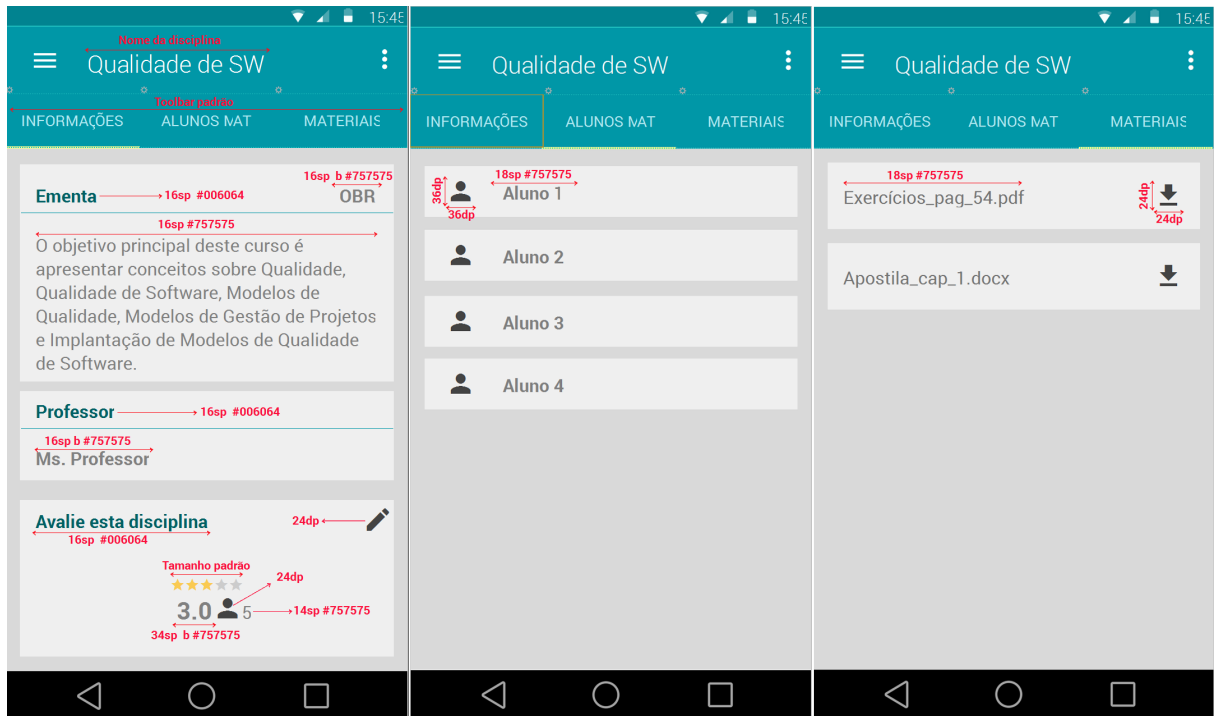 15:45
Nome da disciplina
Qualidade de SW
Toolbar padrão
INFORMAÇÕES ALUNOS MAT MATERIAIS
16sp b #757575
Ementa 16sp #006064 OBR
16sp #757575
O objetivo principal deste curso é
apresentar conceitos sobre Qualidade,
Qualidade de Software, Modelos de
Qualidade, Modelos de Gestão de Projetos
e Implantação de Modelos de Qualidade
de Software.
Professor 16sp #006064
16sp b #757575
Ms. Professor
Avalie esta disciplina 24dp
16sp #006064
Tamanho padrão
24dp
3.0 5 14sp #757575
34sp b #757575
15:45
Qualidade de SW
INFORMAÇÕES ALUNOS MAT MATERIAIS
18sp #757575
36dp
Aluno 1
36dp
Aluno 2
Aluno 3
Aluno 4
15:45
Qualidade de SW
INFORMAÇÕES ALUNOS MAT MATERIAIS
18sp #757575
Exercícios_pag_54.pdf
24dp
24dp
Apostila_cap_1.docx